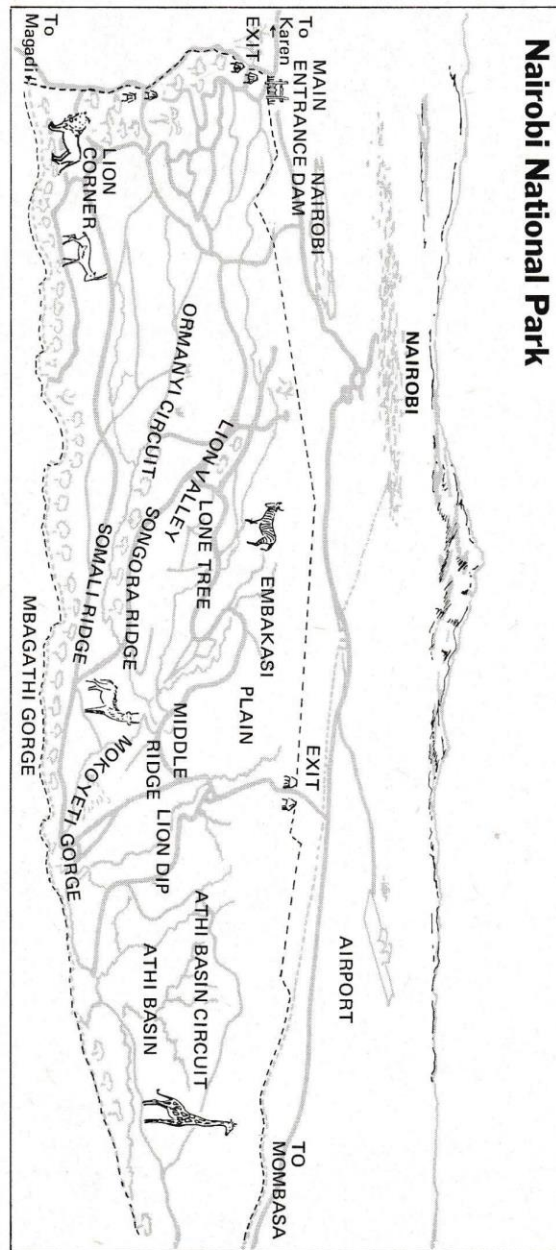 Nairobi National Park
NAIROBI
To
Karen
MAIN
ENTRANCE
NAIROBI
DAM
EXIT
To
Magadi
LION
CORNER
ORMANYI CIRCUIT
LION VALLEY
LONE TREE
SONGORA RIDGE
SOMALI RIDGE
MBAGATHI GORGE
EMBAKASI
PLAIN
MIDDLE
RIDGE
MOKOYETI GORGE
LION DIP
EXIT
AIRPORT
ATHI BASIN CIRCUIT
ATHI BASIN
TO
MOMBASA